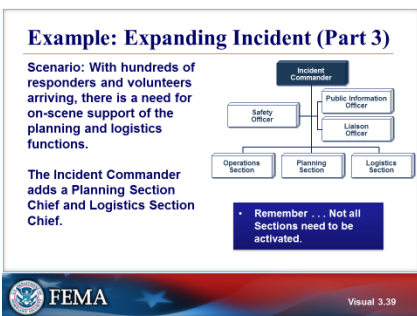 Example: Expanding Incident (Part 3)
Scenario: With hundreds of
responders and volunteers
arriving, there is a need for
on-scene support of the
planning and logistics
functions.
The Incident Commander
adds a Planning Section
Chief and Logistics Section
Chief.
Incident
Commander
Public Information
Officer
Safety
Officer
Liaison
Officer
Operations
Section
Planning
Section
Logistics
Section
• Remember . . . Not all
Sections need to be
activated.
FEMA
Visual 3.39